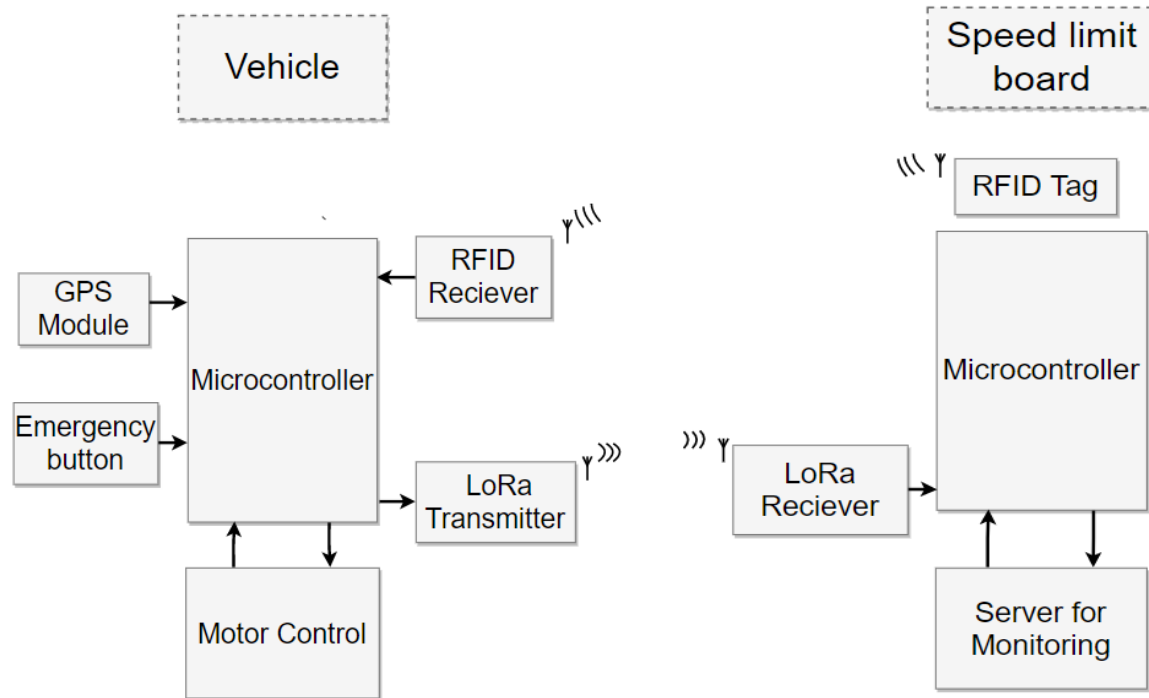 Vehicle
Speed limit
board
RFID Tag
RFID
Reciever
GPS
Module
Microcontroller
Emergency
button
LoRa
Transmitter
Motor Control
Microcontroller
LoRa
Reciever
Server for
Monitoring